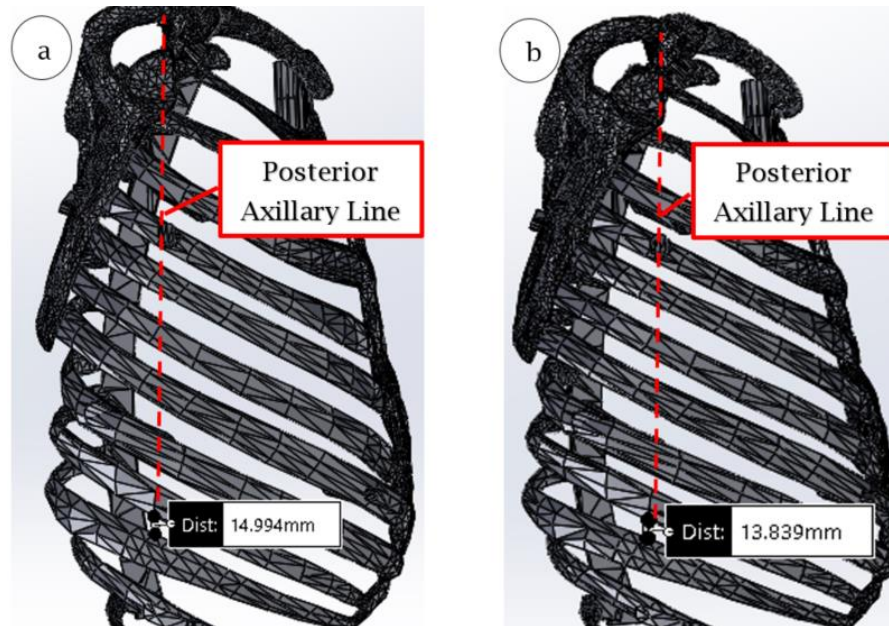 a
Posterior
Axillary Line
Dist: 14.994mm
b
Posterior
Axillary Line
Dist: 13.839mm